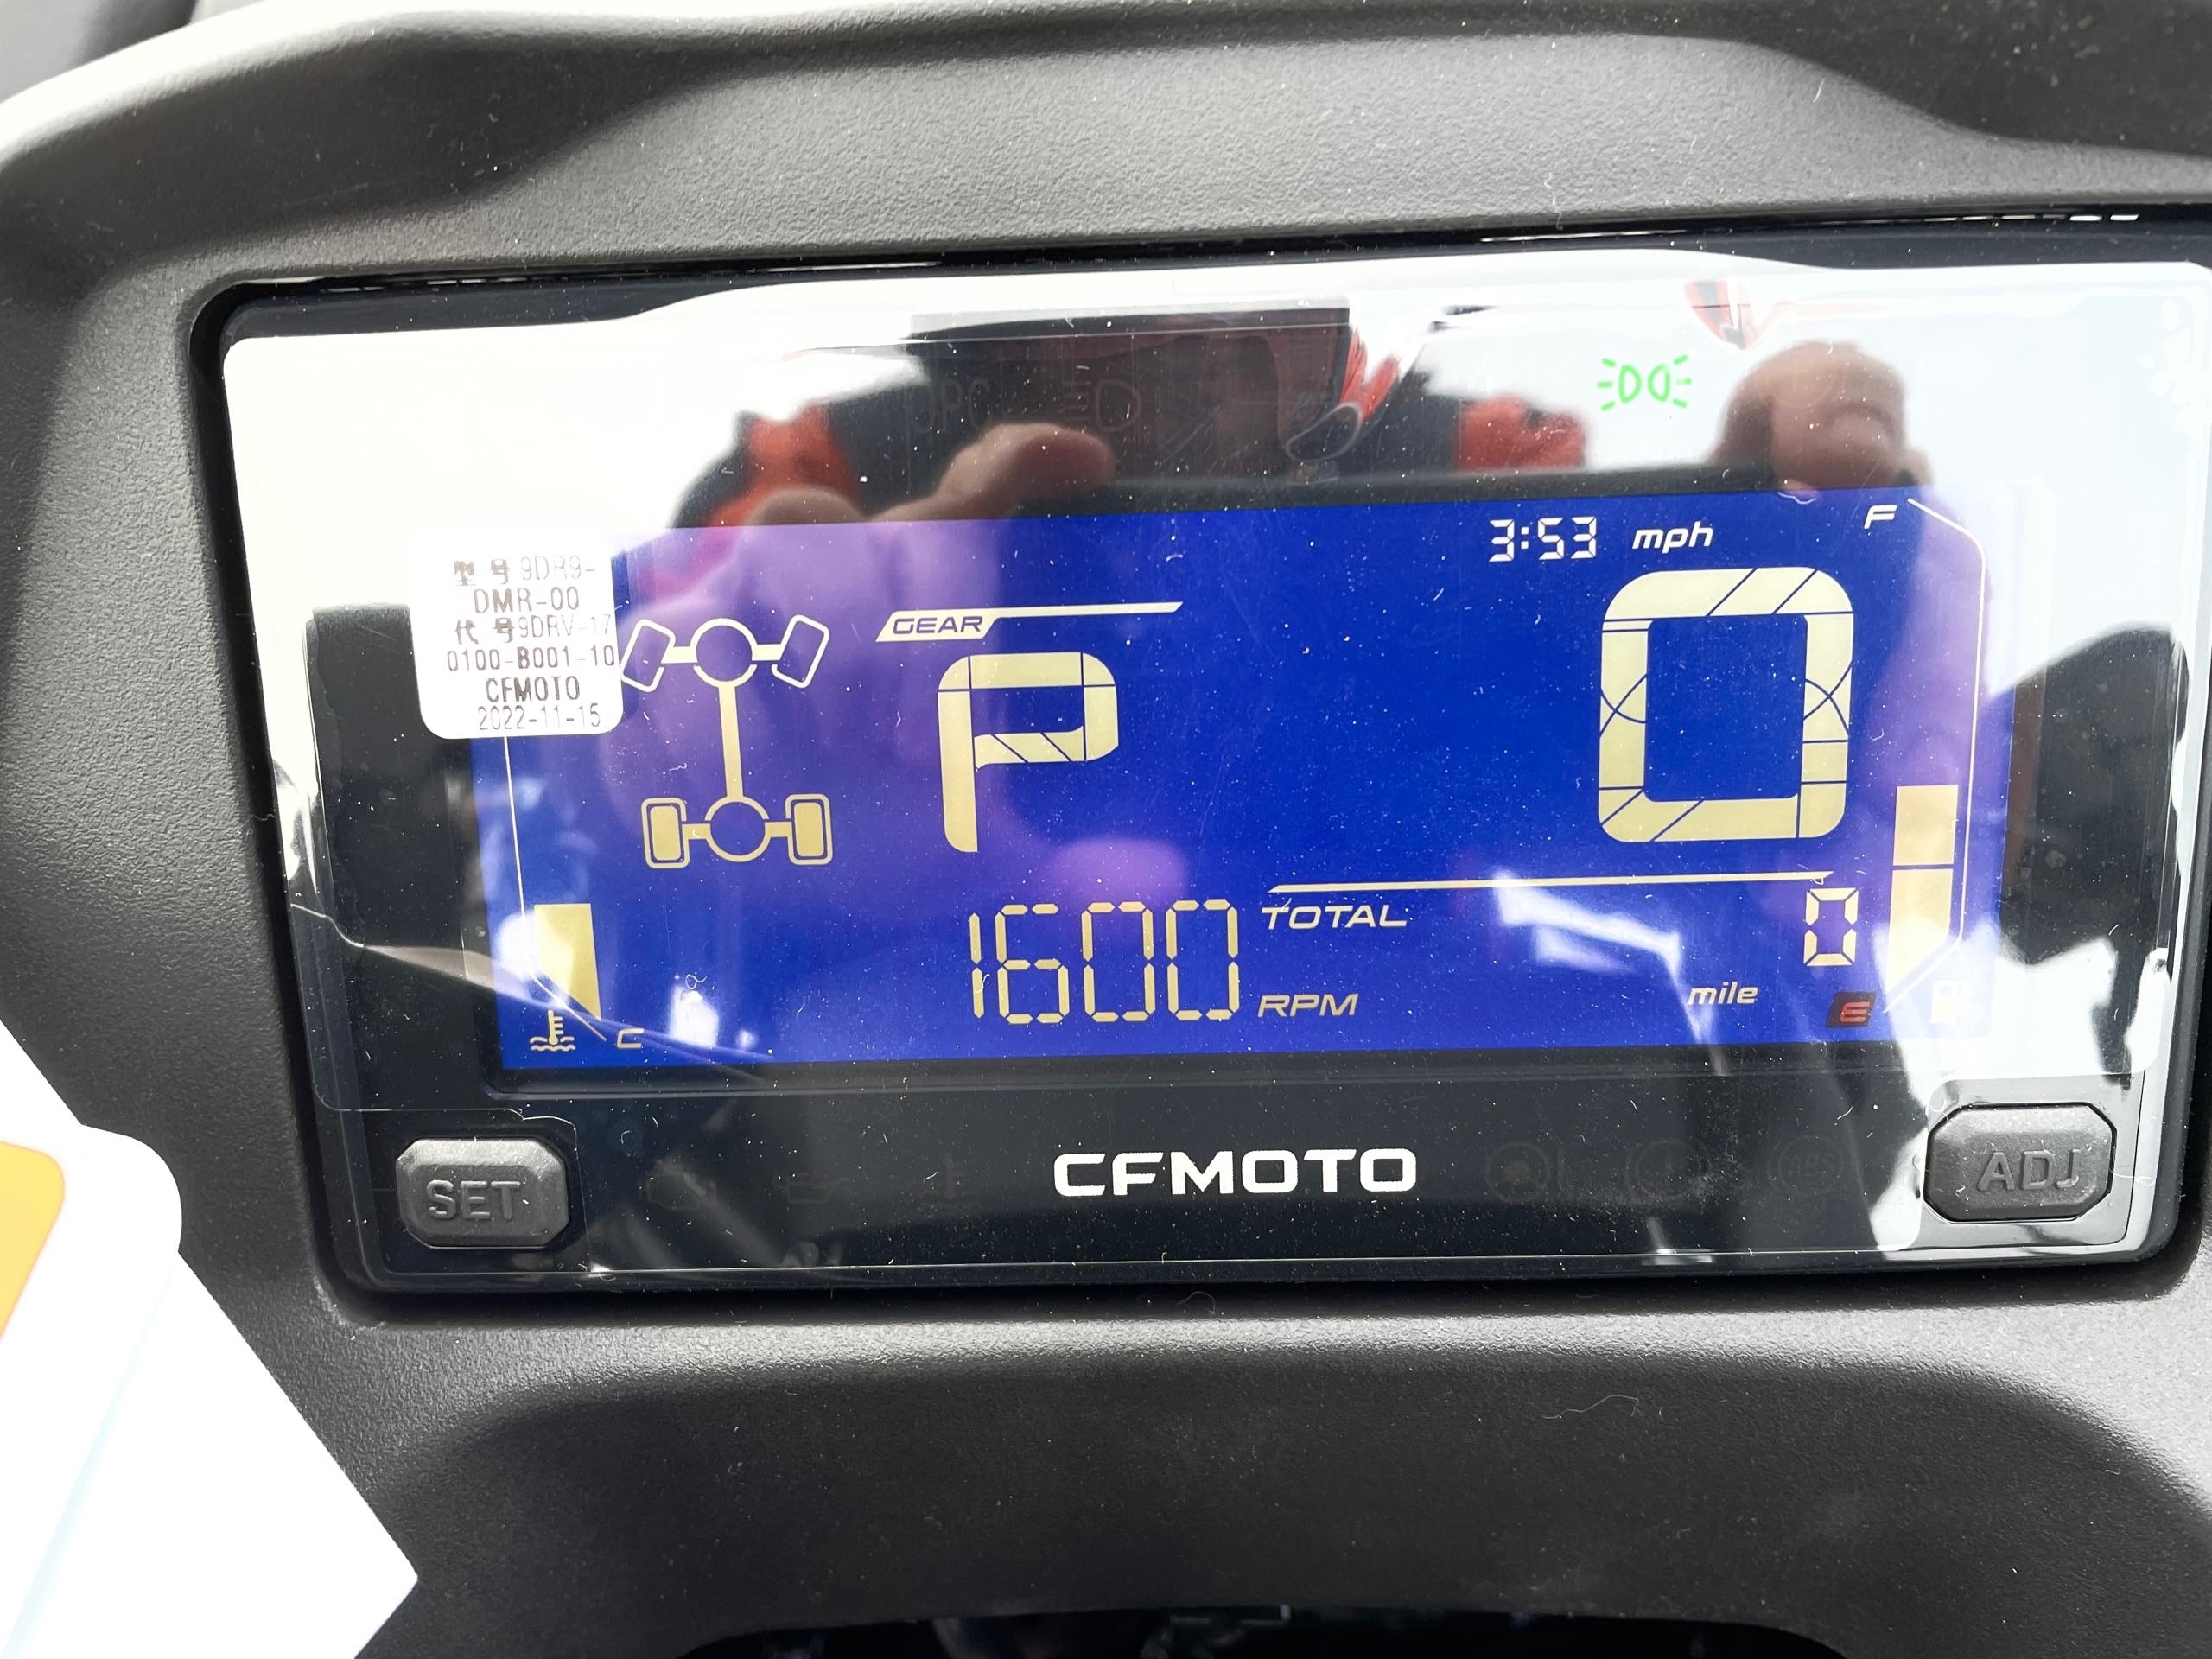 3:53 mph
F
型号9DR9-
DMR-00
代号9DRV-17
0100-B001-10
CFMOTO
2022-11-15
GEAR
P
0
1600 RPM
TOTAL
0
mile
E
C
SET
CFMOTO
ADJ